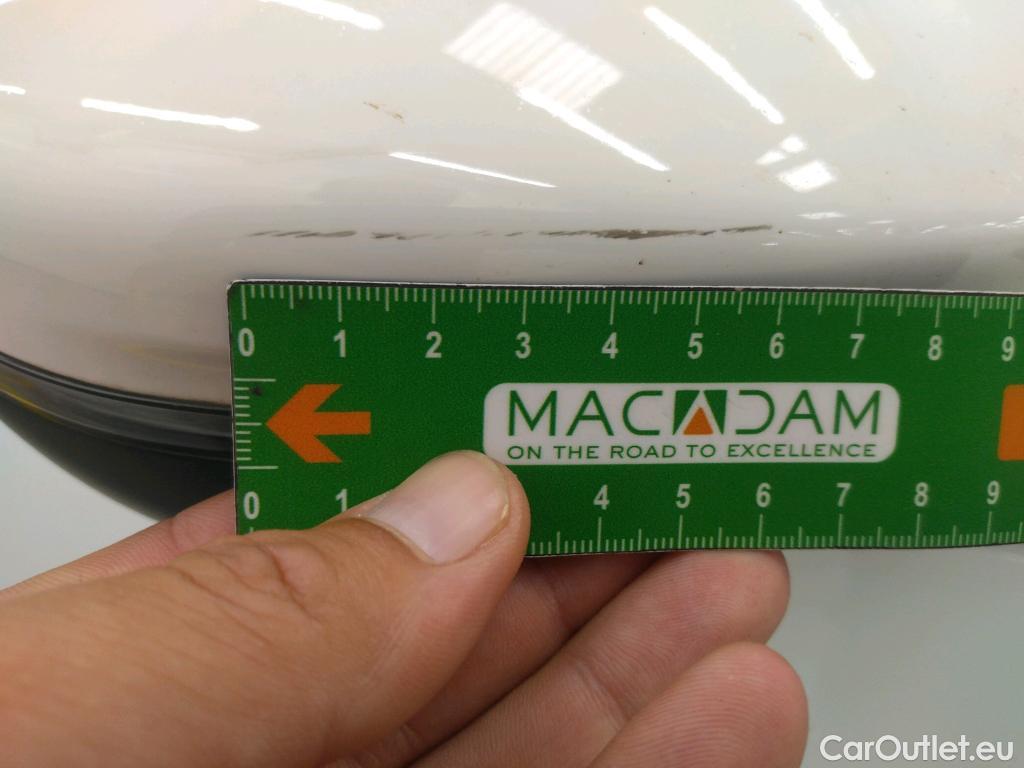 0 1 2 3 4 5 6 7 8 9
MACADAM
ON THE ROAD TO EXCELLENCE
0 1 4 5 6 7 8 9
CarOutlet.eu